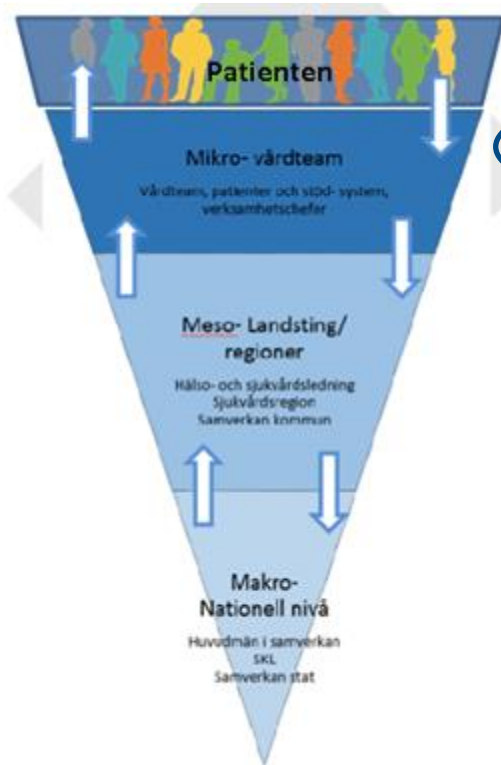 Patienten
Mikro- vårdteam
Vårdteam, patienter och stöd- system,
verksamhetschefer
Meso- Landsting/
regioner
Hälso- och sjukvårdsledning
Sjukvårdsregion
Samverkan kommun
Makro-
Nationell nivå
Huvudmän i samverkan
SKL
Samverkan stat